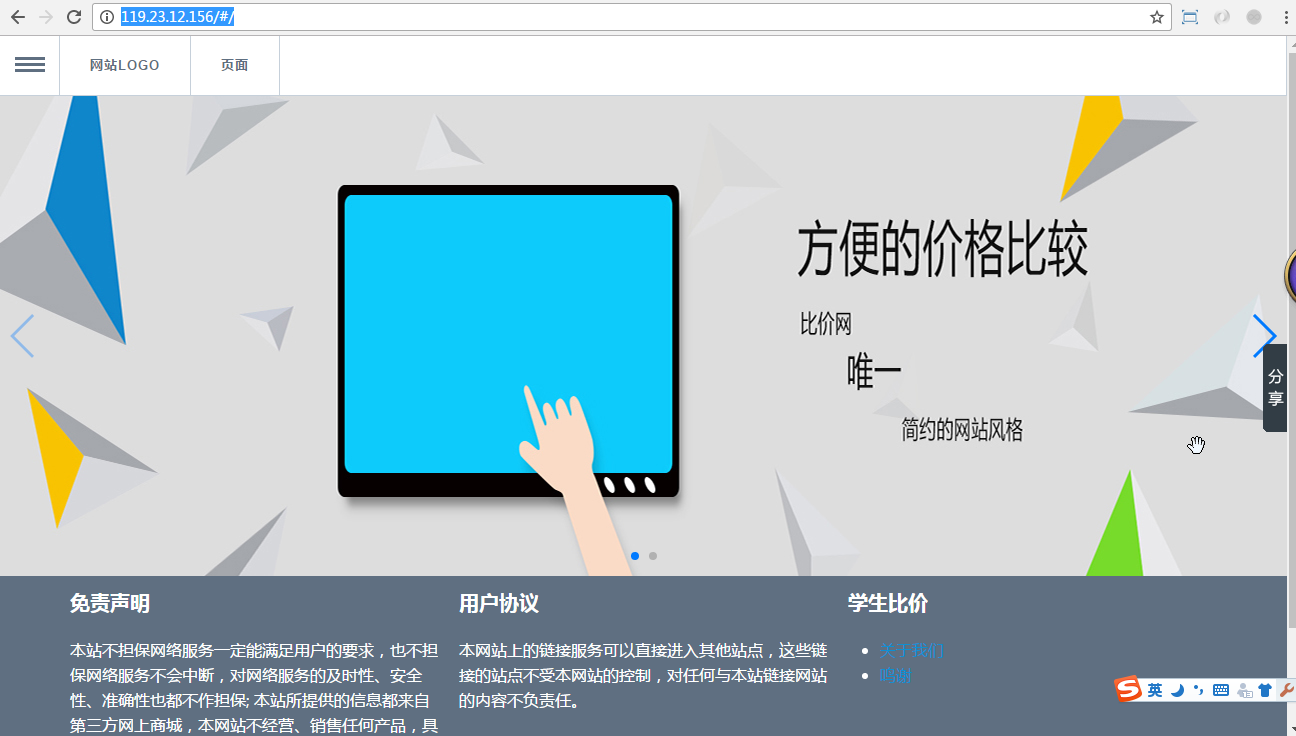 119.23.12.156/#/
网站LOGO
页面
方便的价格比较
比价网
唯一
简约的网站风格
分
享
免责声明
本站不担保网络服务一定能满足用户的要求，也不担
保网络服务不会中断，对网络服务的及时性、安全
性、准确性也都不作担保; 本站所提供的信息都来自
第三方网上商城，本网站不经营、销售任何产品，具
用户协议
本网站上的链接服务可以直接进入其他站点，这些链
接的站点不受本网站的控制，对任何与本站链接网站
的内容不负责任。
学生比价
关于我们
鸣谢
英